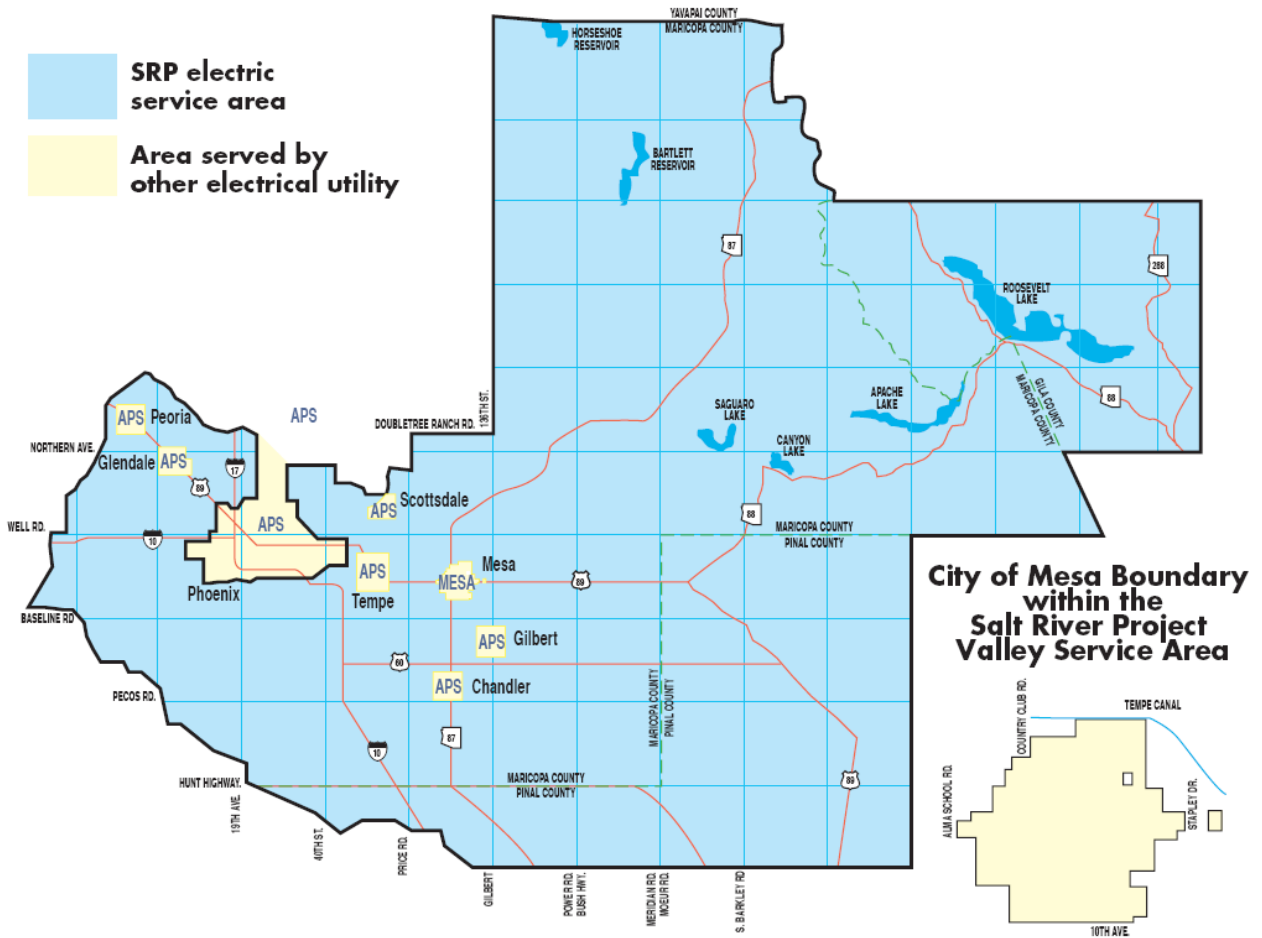 SRP electric
service area
Area served by
other electrical utility
YAVAPAI COUNTY
MARICOPA COUNTY
HORSESHOE
RESERVOIR
BARTLETT
RESERVOIR
87
288
ROOSEVELT
LAKE
APACHE
LAKE
GILA COUNTY
MARICOPA COUNTY
88
SAGUARO
LAKE
CANYON
LAKE
136TH ST.
DOUBLETREE RANCH RD.
APS
APS
Peoria
NORTHERN AVE.
Glendale
APS
17
89
Scottsdale
APS
APS
88
WELL RD.
10
MARICOPA COUNTY
PINAL COUNTY
Phoenix
APS
Tempe
MESA
Mesa
89
BASELINE RD
APS
Gilbert
60
APS
Chandler
PECOS RD.
MARICOPA COUNTY
PINAL COUNTY
87
10
89
HUNT HIGHWAY.
MARICOPA COUNTY
PINAL COUNTY
19TH AVE.
40TH ST.
PRICE RD.
GILBERT
POWER RD.
BUSH HWY.
MERIDIAN RD.
MOEUR RD.
S. BARKLEY RD
City of Mesa Boundary
within the
Salt River Project
Valley Service Area
COUNTRY CLUB RD.
TEMPE CANAL
ALMA SCHOOL RD.
STAPLEY DR.
10TH AVE.